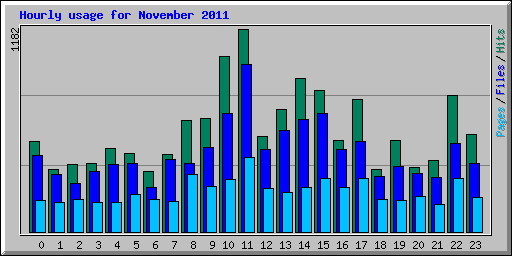 Hourly usage for November 2011
1182
Pages/Files/Hits
0 1 2 3 4 5 6 7 8 9 10 11 12 13 14 15 16 17 18 19 20 21 22 23